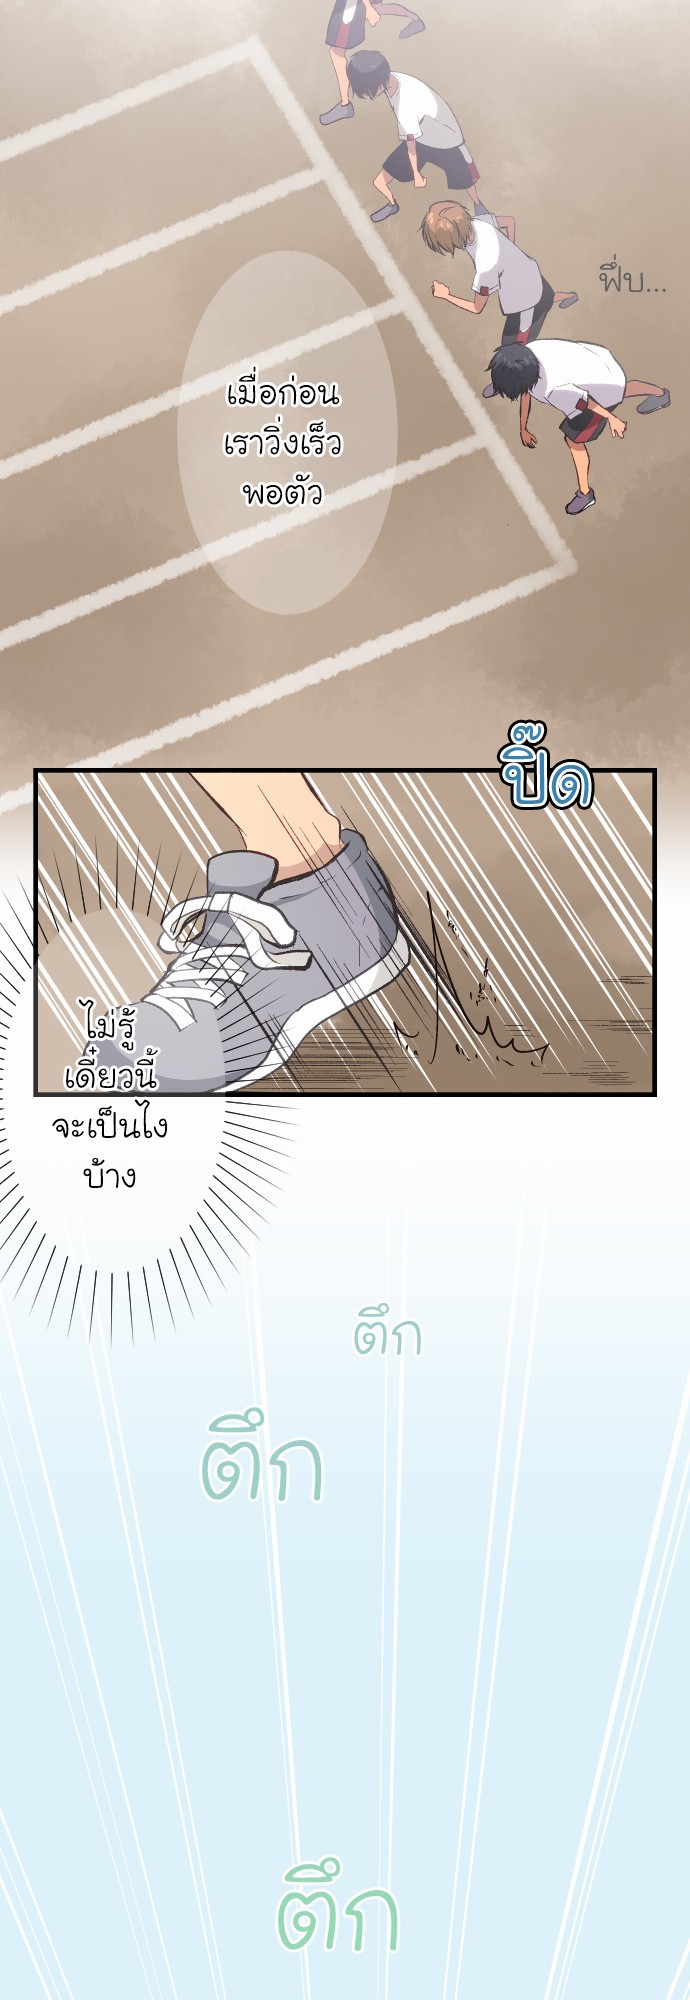 ฟึ่บ...
เมื่อก่อน
เราวิ่งเร็ว
พอตัว
ปี๊ด
ไม่รู้
เดี๋ยวนี้
จะเป็นไง
บ้าง
ตึก
ตึก
ตึก